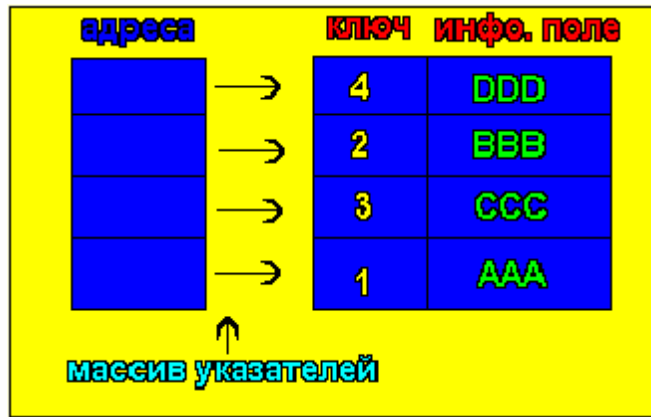 адреса ключ инфо. поле
4 DDD
2 BBB
3 CCC
1 AAA
массив указателей